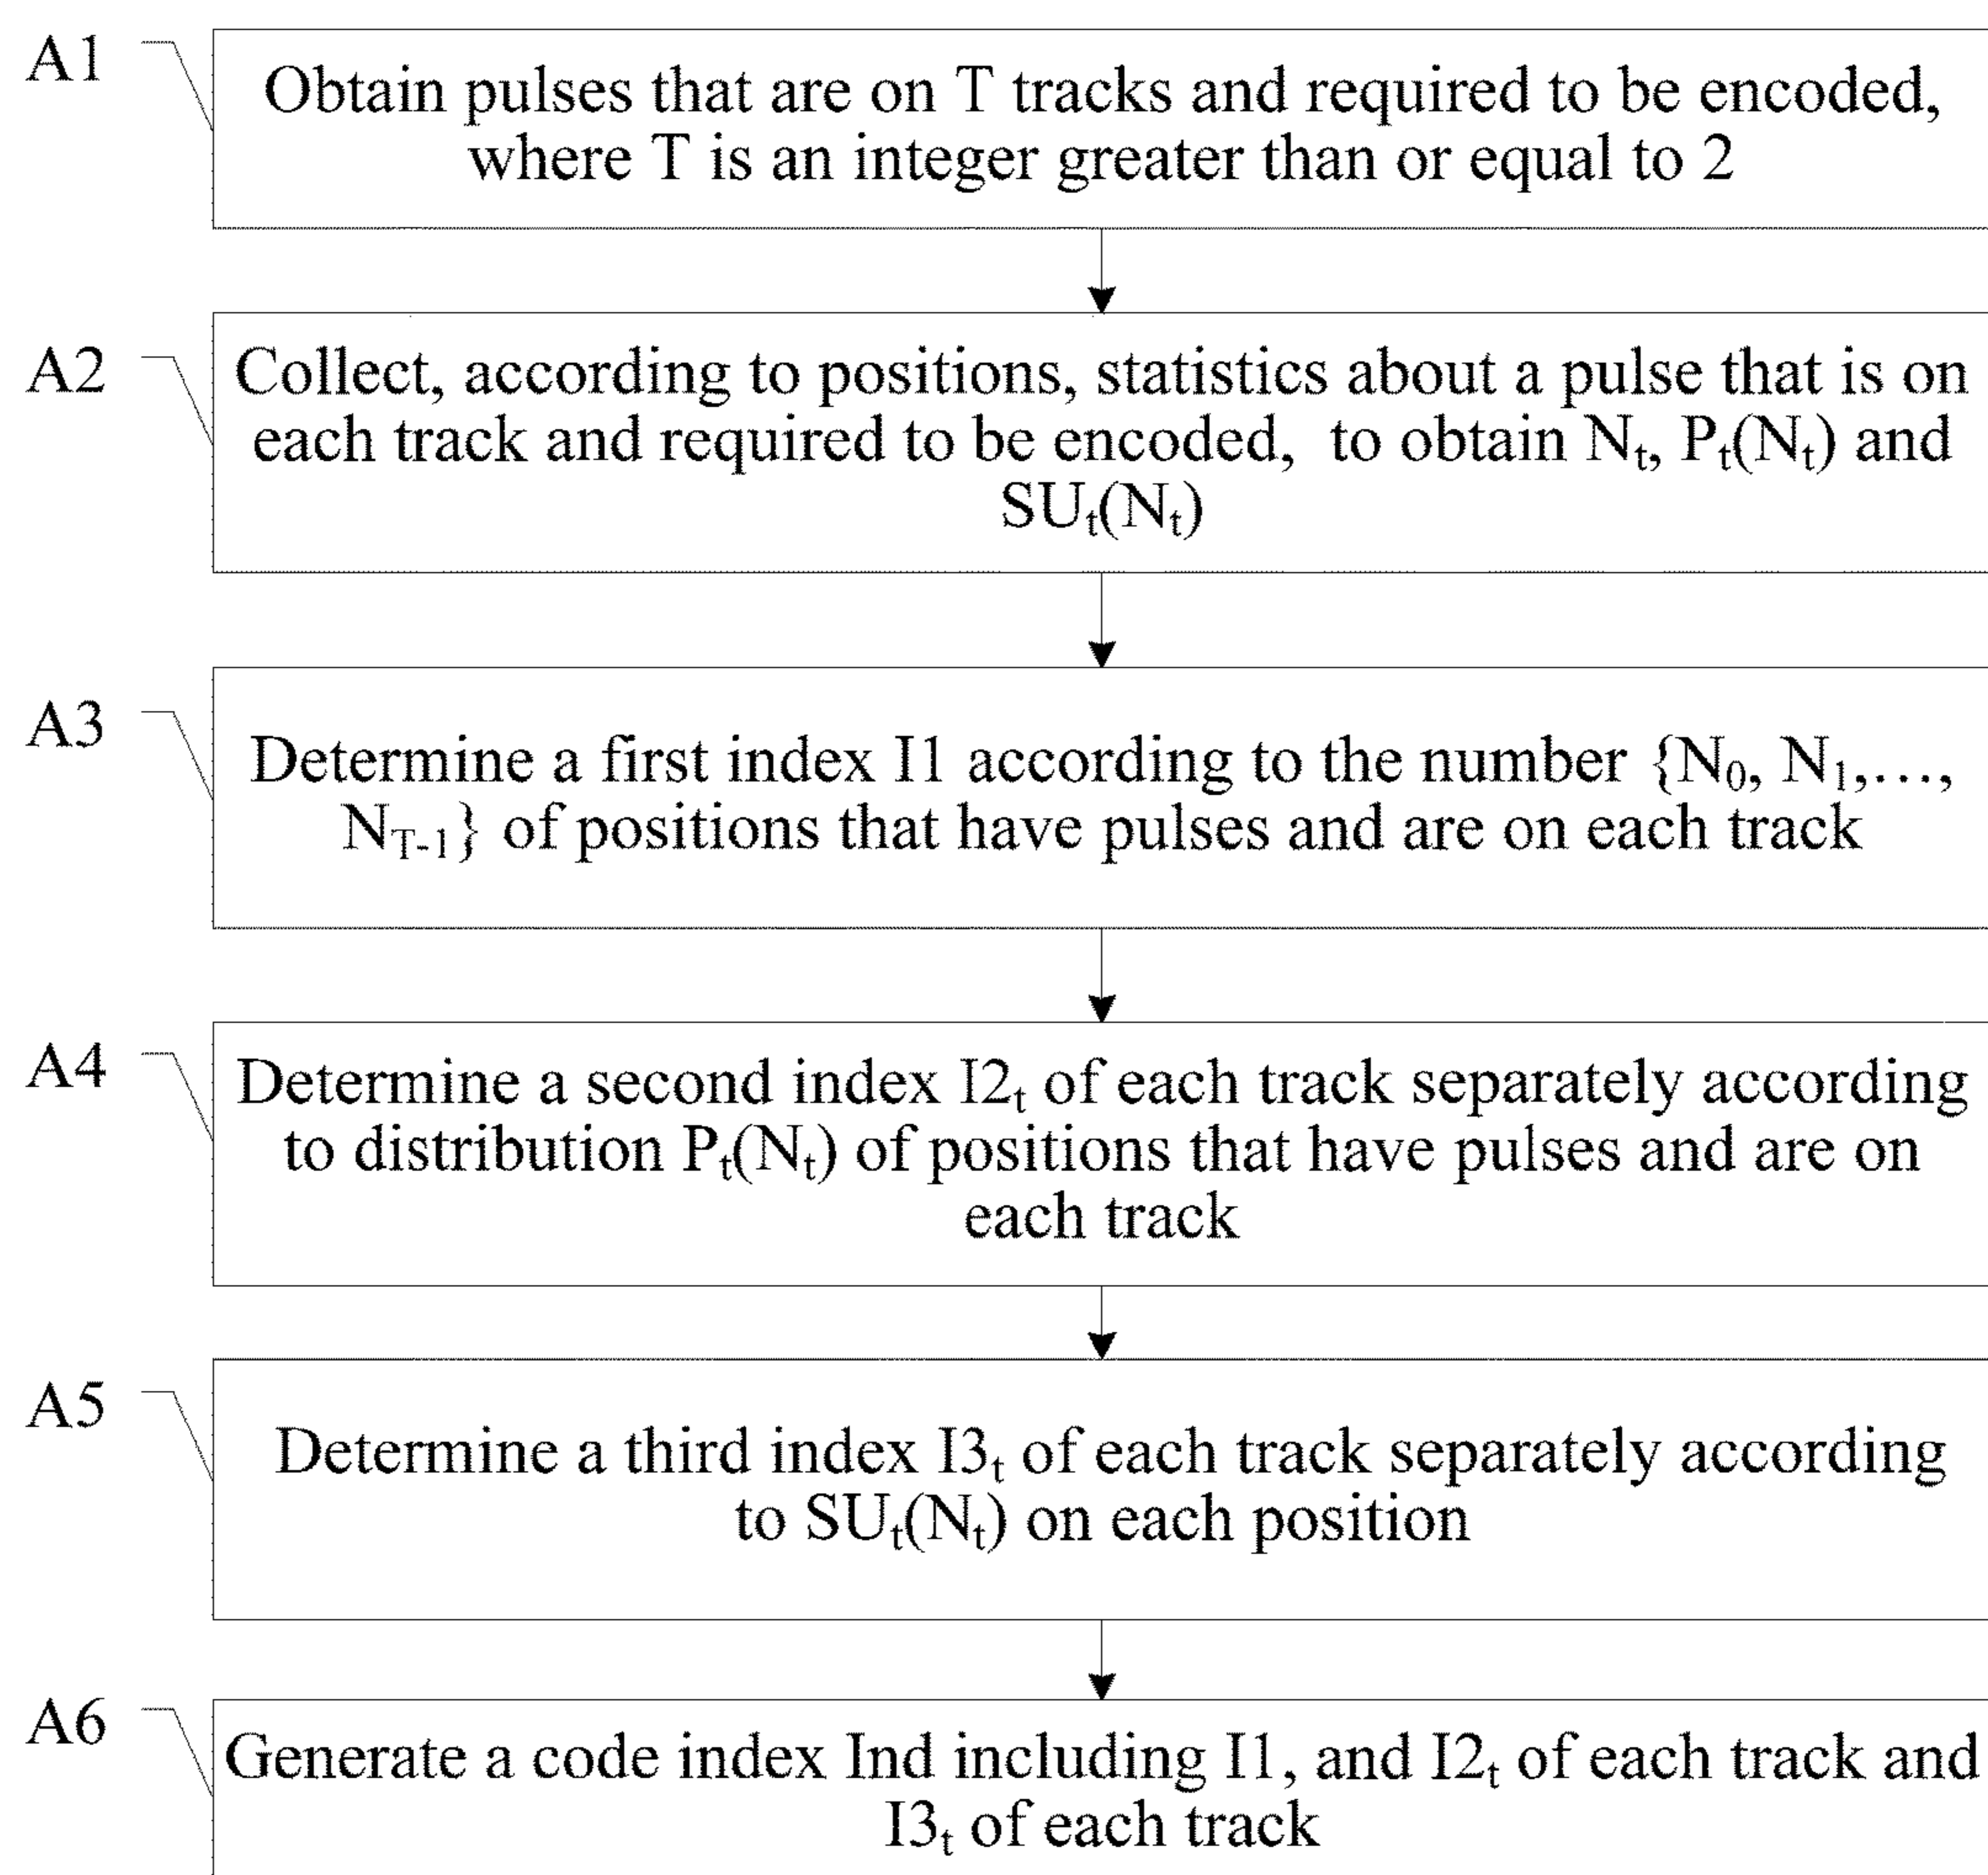 A1
Obtain pulses that are on T tracks and required to be encoded,
where T is an integer greater than or equal to 2
A2
Collect, according to positions, statistics about a pulse that is on
each track and required to be encoded, to obtain Nₜ, Pₜ(Nₜ) and
SUₜ(Nₜ)
A3
Determine a first index I1 according to the number {N₀, N₁,…,
N_{T-1}} of positions that have pulses and are on each track
A4
Determine a second index I2ₜ of each track separately according
to distribution Pₜ(Nₜ) of positions that have pulses and are on
each track
A5
Determine a third index I3ₜ of each track separately according
to SUₜ(Nₜ) on each position
A6
Generate a code index Ind including I1, and I2ₜ of each track and
I3ₜ of each track